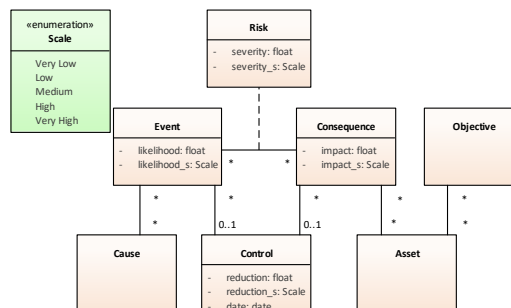 «enumeration»
Scale
Very Low
Low
Medium
High
Very High
Risk
- severity: float
- severity_s: Scale
Event
- likelihood: float
- likelihood_s: Scale
Consequence
- impact: float
- impact_s: Scale
Objective
* *
* * * * *
* 0..1 0..1 * *
Cause
Control
- reduction: float
- reduction_s: Scale
- date: date
Asset